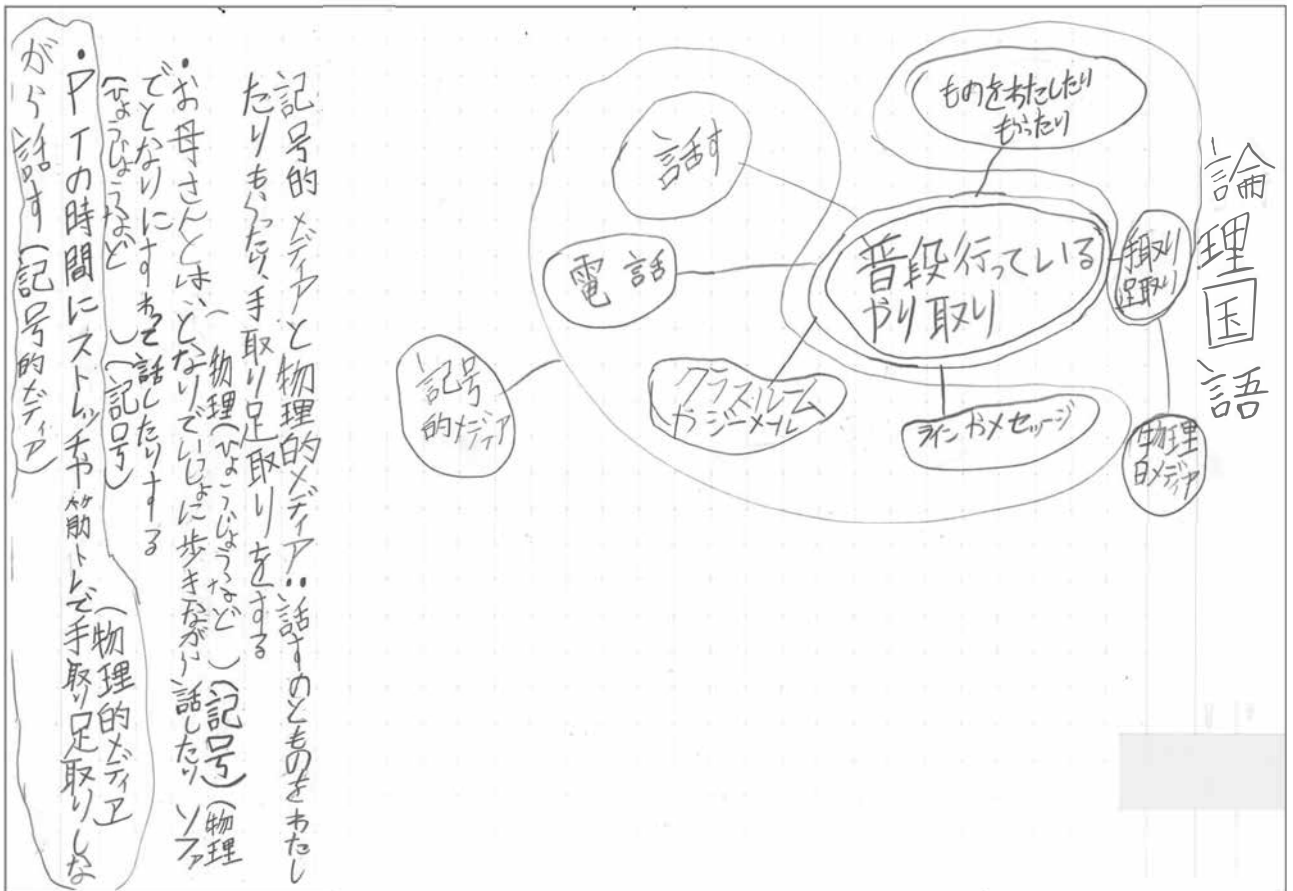 論理国語
ものをわたしたり
もらったり
手取り
足取り
物理
的メディア
普段行っている
やり取り
ラインやメセッージ
話す
電話
クラスルーム
やジーメール
記号
的メディア
記号的メディアと物理的メディア‥話すのとものをわたし
たりもらったり、手取り足取りをする
(物理(ひょうじょうなど)(記号)(物理
・お母さんとは、となりでいしょに歩きながら話したり ソファ
でとなりにすわって話したりする
(ひょうじょうなど)(記号)
(物理的メディア
・PTの時間にストレッチや筋トレで手取り足取りしな
がら話す(記号的メディア)